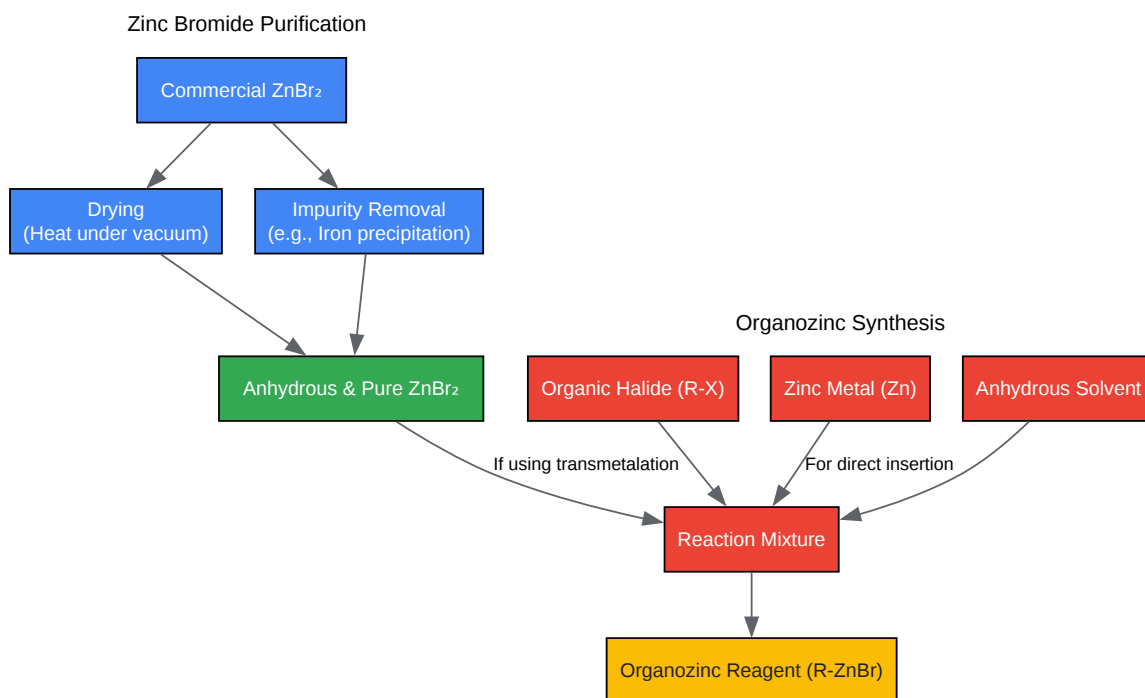 Zinc Bromide Purification
Commercial ZnBr₂
Drying
(Heat under vacuum)
Impurity Removal
(e.g., Iron precipitation)
Organozinc Synthesis
Anhydrous & Pure ZnBr₂
Organic Halide (R-X)
Zinc Metal (Zn)
Anhydrous Solvent
If using transmetalation
For direct insertion
Reaction Mixture
Organozinc Reagent (R-ZnBr)